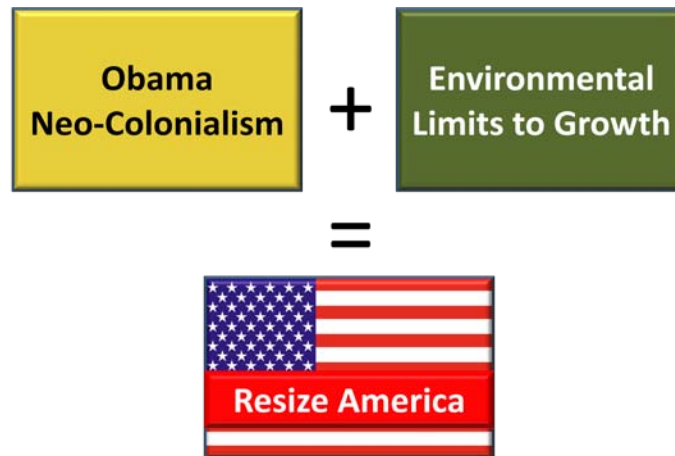 Obama
Neo-Colonialism
+
Environmental
Limits to Growth
=
Resize America